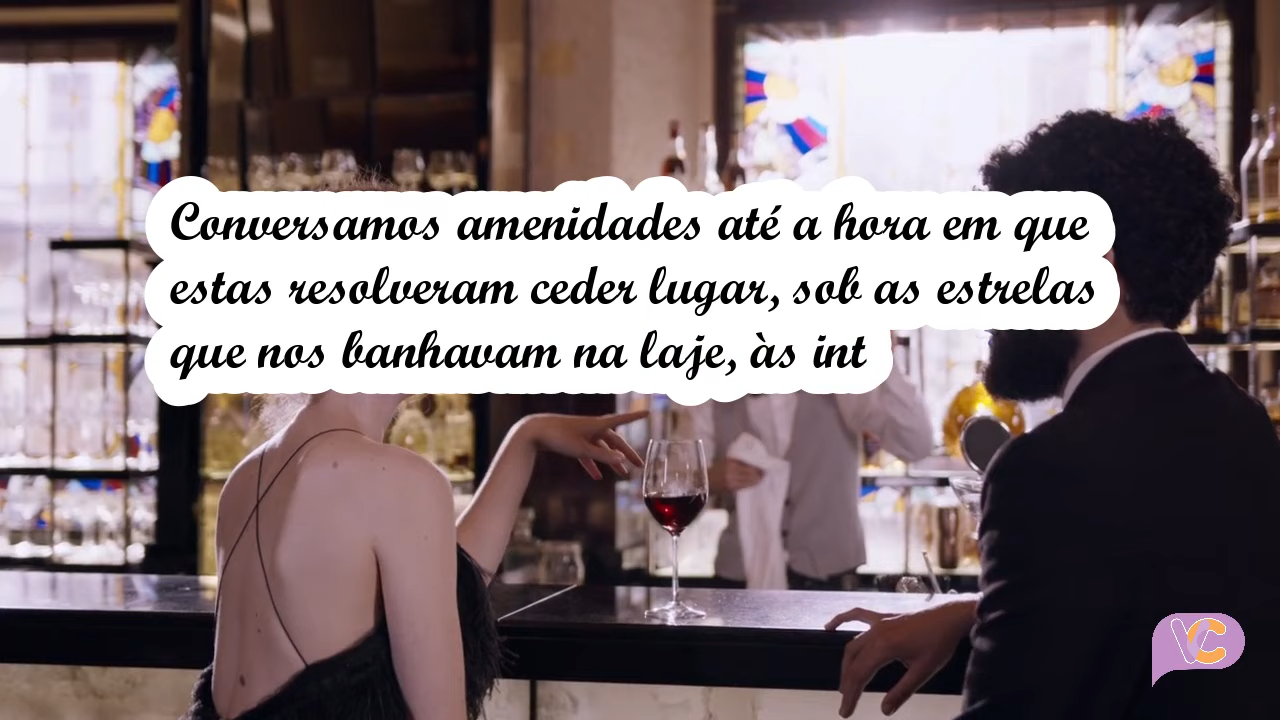 Conversamos amenidades até a hora em que
estas resolveram ceder lugar, sob as estrelas
que nos banhavam na laje, às int
VC